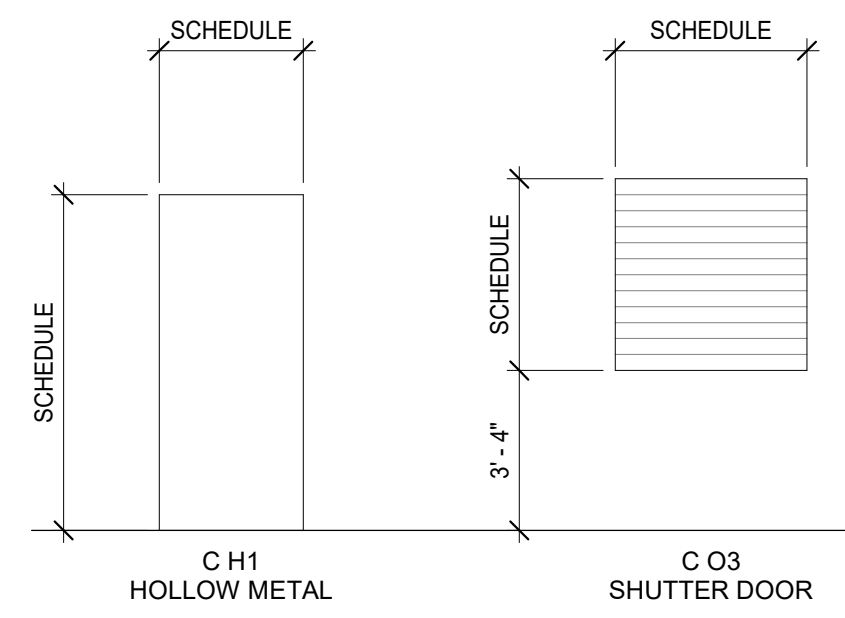 SCHEDULE
SCHEDULE
SCHEDULE
SCHEDULE
3' - 4"
C H1
HOLLOW METAL
C O3
SHUTTER DOOR